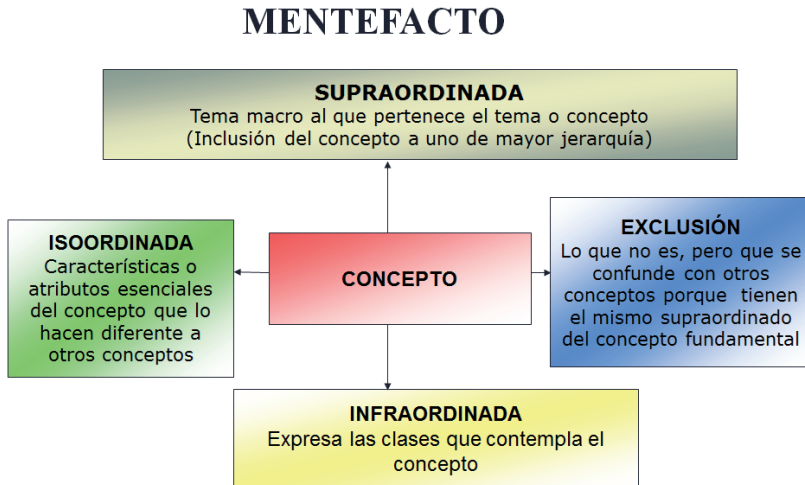 MENTEFACTO
SUPRAORDINADA
Tema macro al que pertenece el tema o concepto
(Inclusión del concepto a uno de mayor jerarquía)
ISOORDINADA
Características o
atributos esenciales
del concepto que lo
hacen diferente a
otros conceptos
CONCEPTO
EXCLUSIÓN
Lo que no es, pero que se
confunde con otros
conceptos porque tienen
el mismo supraordinado
del concepto fundamental
INFRAORDINADA
Expresa las clases que contempla el
concepto